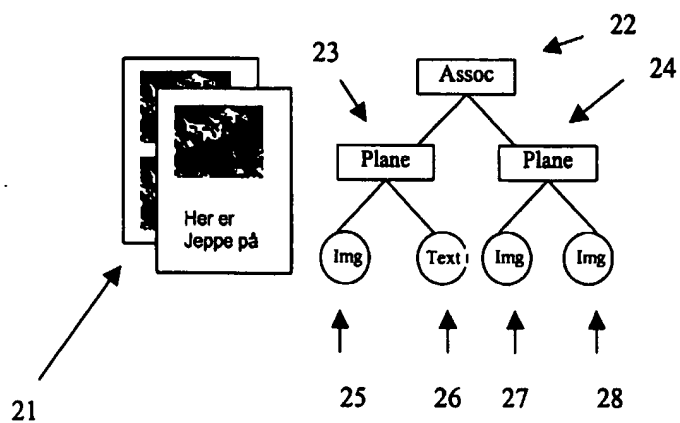 22
23
24
Assoc
Plane
Plane
Her er
Jeppe på
Img
Text
Img
Img
21
25
26
27
28